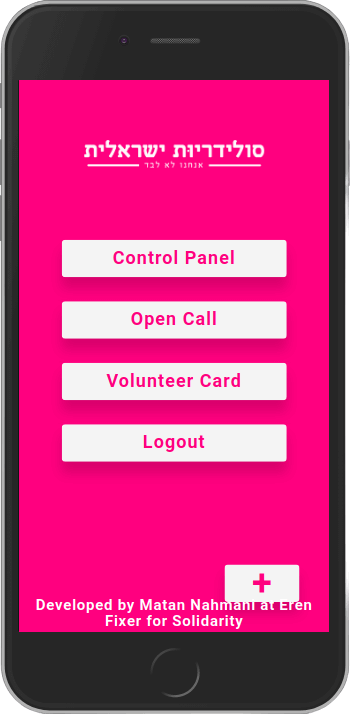 סולידריות ישראלית
אנחנו לא לבד
Control Panel
Open Call
Volunteer Card
Logout
+
Developed by Matan Nahmani at Eren
Fixer for Solidarity